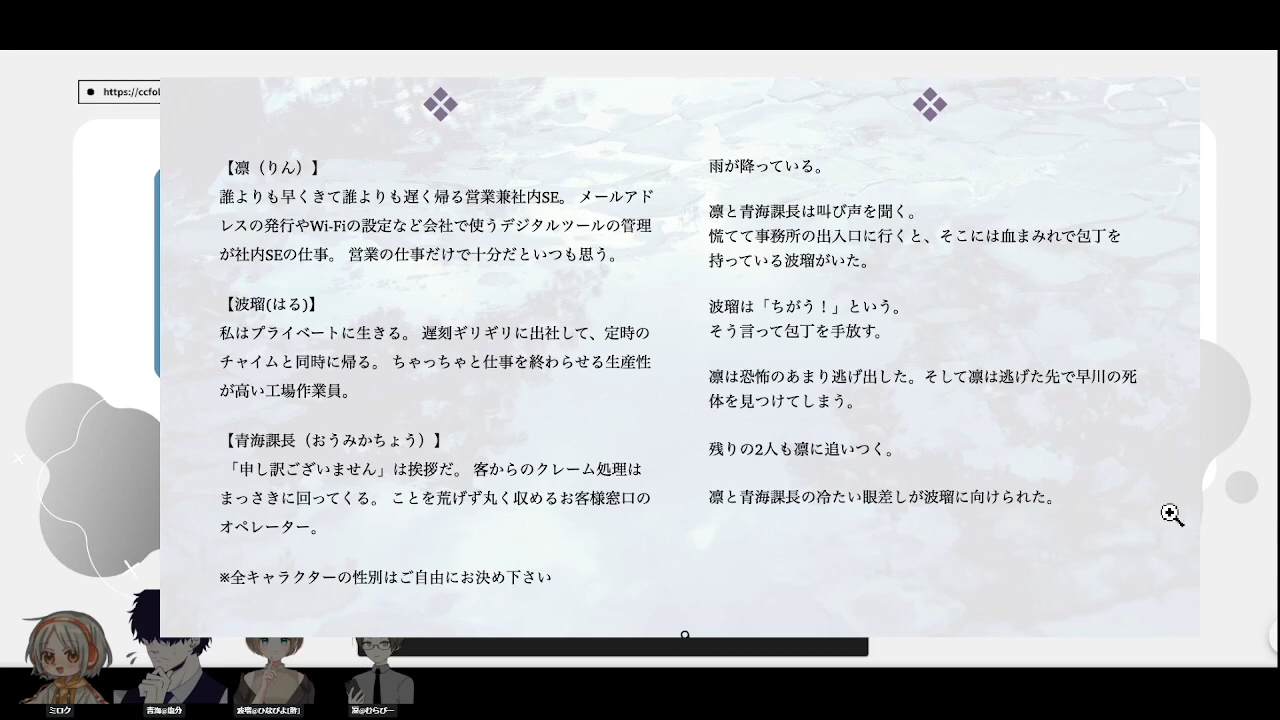 https://ccfol
【凛（りん）】
誰よりも早くきて誰よりも遅く帰る営業兼社内SE。 メールアド
レスの発行やWi-Fiの設定など会社で使うデジタルツールの管理
が社内SEの仕事。 営業の仕事だけで十分だといつも思う。
【波瑠(はる)】
私はプライベートに生きる。 遅刻ギリギリに出社して、定時の
チャイムと同時に帰る。 ちゃっちゃと仕事を終わらせる生産性
が高い工場作業員。
【青海課長（おうみかちょう）】
「申し訳ございません」は挨拶だ。 客からのクレーム処理は
まっさきに回ってくる。 ことを荒げず丸く収めるお客様窓口の
オペレーター。
※全キャラクターの性別はご自由にお決め下さい
雨が降っている。
凛と青海課長は叫び声を聞く。
慌てて事務所の出入口に行くと、そこには血まみれで包丁を
持っている波瑠がいた。
波瑠は「ちがう！」という。
そう言って包丁を手放す。
凛は恐怖のあまり逃げ出した。そして凛は逃げた先で早川の死
体を見つけてしまう。
残りの2人も凛に追いつく。
凛と青海課長の冷たい眼差しが波瑠に向けられた。
ミロク
青海@塩分
波瑠@ひなぴよ[酢]
凛@むらびー